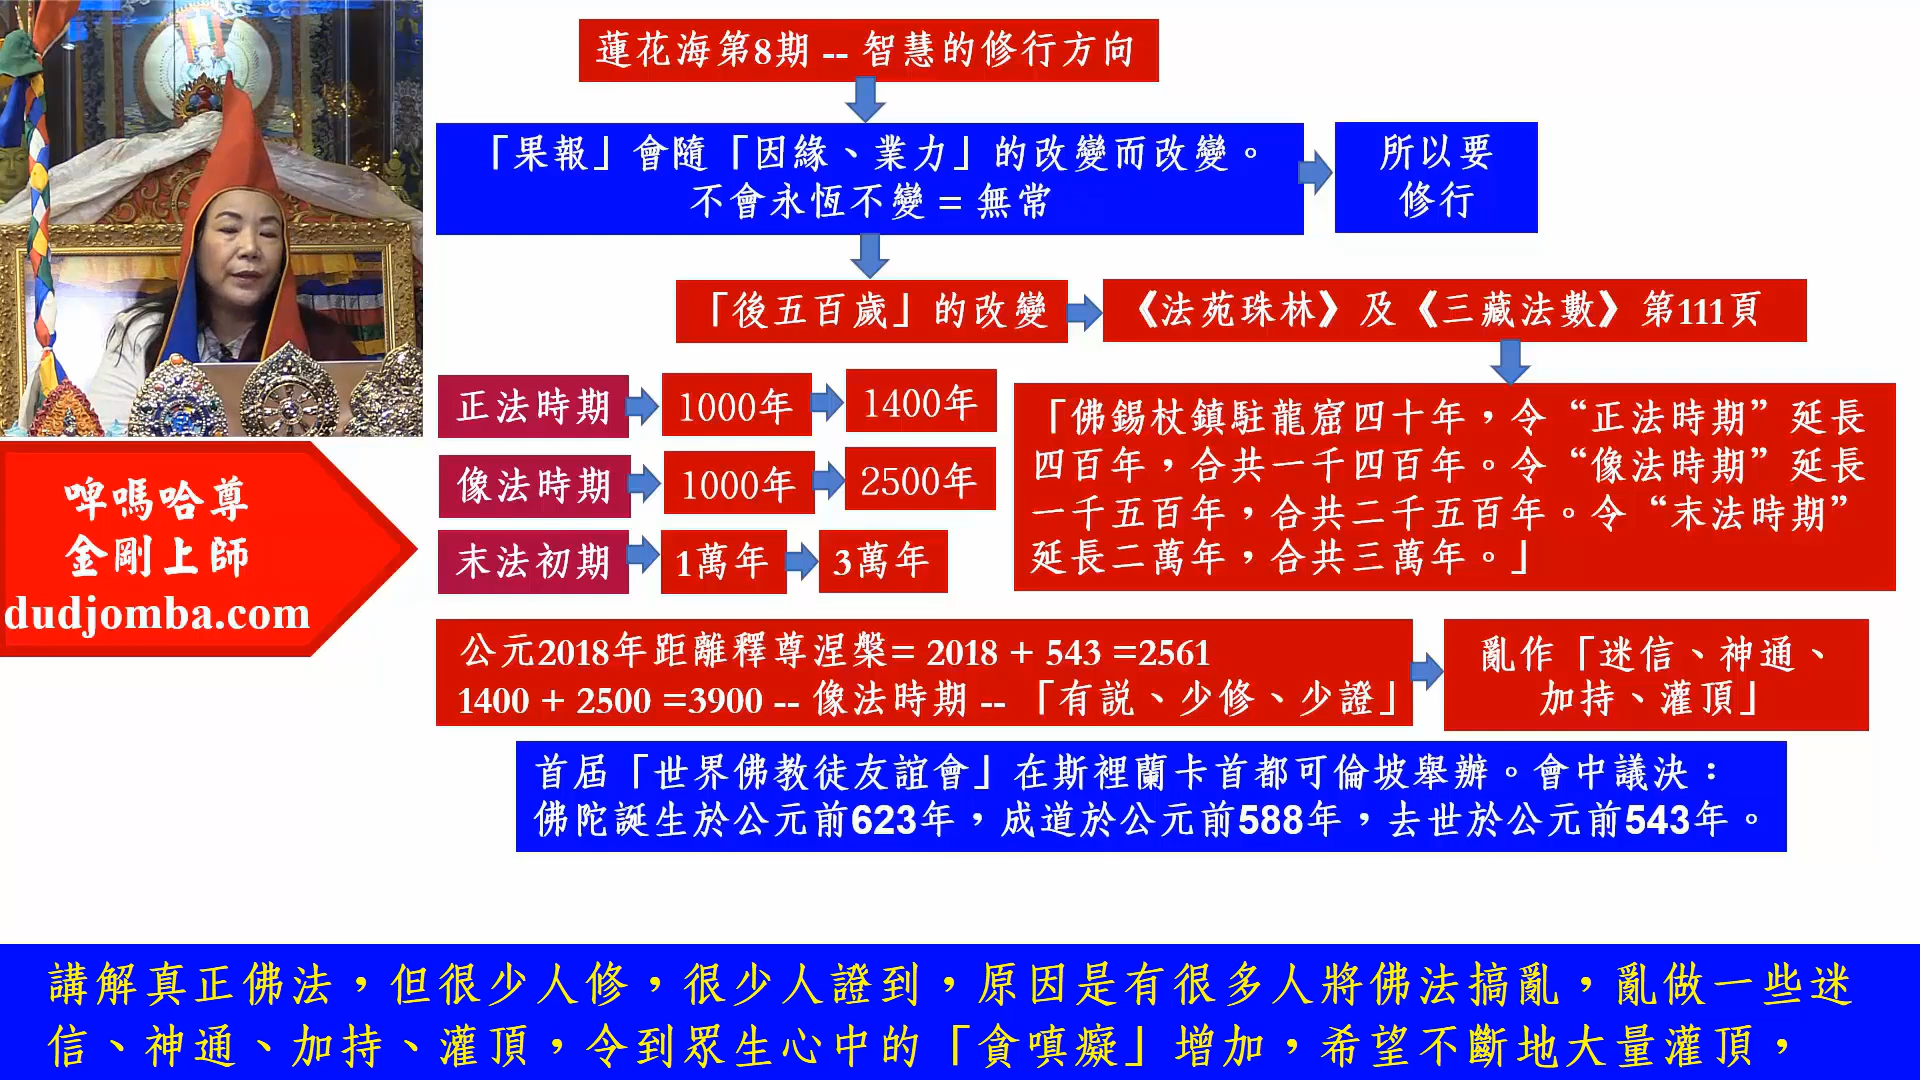 蓮花海第8期 -- 智慧的修行方向
「果報」會隨「因緣、業力」的改變而改變。
不會永恆不變 = 無常
所以要
修行
「後五百歲」的改變
《法苑珠林》及《三藏法數》第111頁
正法時期
1000年
1400年
像法時期
1000年
2500年
末法初期
1萬年
3萬年
「佛錫杖鎮駐龍窟四十年，令“正法時期”延長
四百年，合共一千四百年。令“像法時期”延長
一千五百年，合共二千五百年。令“末法時期”
延長二萬年，合共三萬年。」
啤嗎哈尊
金剛上師
dudjomba.com
公元2018年距離釋尊涅槃= 2018 + 543 =2561
1400 + 2500 =3900 -- 像法時期 -- 「有説、少修、少證」
亂作「迷信、神通、
加持、灌頂」
首屆「世界佛教徒友誼會」在斯裡蘭卡首都可倫坡舉辦。會中議決：
佛陀誕生於公元前623年，成道於公元前588年，去世於公元前543年。
講解真正佛法，但很少人修，很少人證到，原因是有很多人將佛法搞亂，亂做一些迷
信、神通、加持、灌頂，令到眾生心中的「貪嗔癡」增加，希望不斷地大量灌頂，